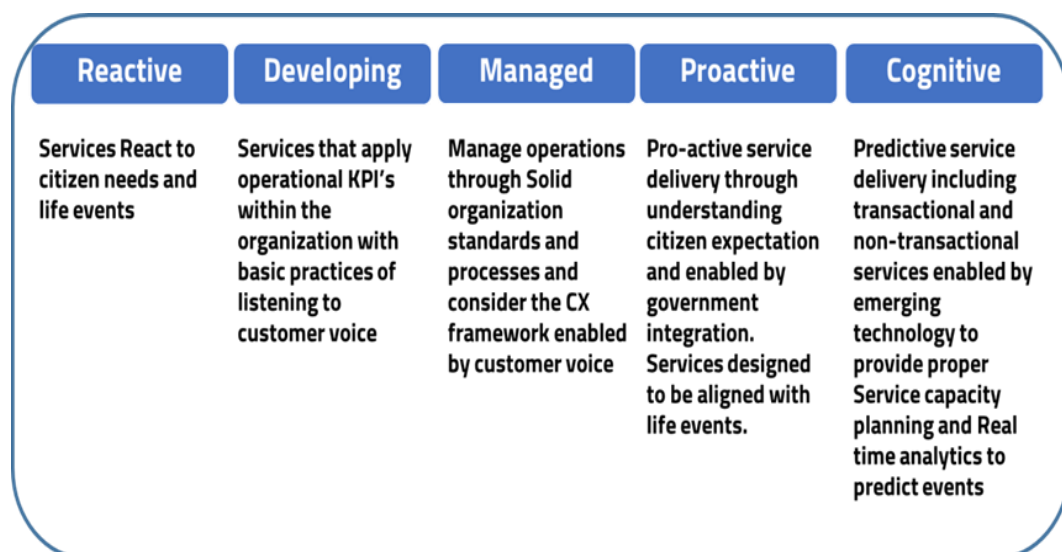 Reactive
Services React to
citizen needs and
life events
Developing
Services that apply
operational KPI's
within the
organization with
basic practices of
listening to
customer voice
Managed
Manage operations
through Solid
organization
standards and
processes and
consider the CX
framework enabled
by customer voice
Proactive
Pro-active service
delivery through
understanding
citizen expectation
and enabled by
government
integration.
Services designed
to be aligned with
life events.
Cognitive
Predictive service
delivery including
transactional and
non-transactional
services enabled by
emerging
technology to
provide proper
Service capacity
planning and Real
time analytics to
predict events